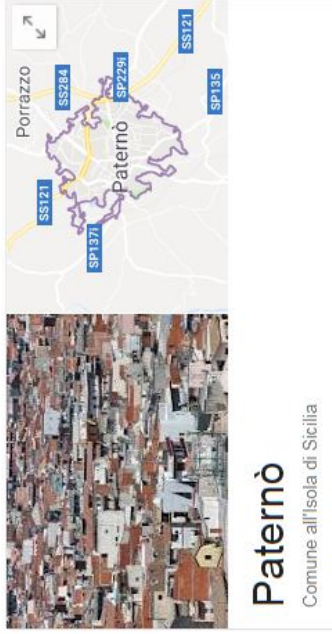 Porrazzo
SS284
SS121
SP229i
SS121
Paternò
SP137i
SP135
Paternò
Comune all'Isola di Sicilia